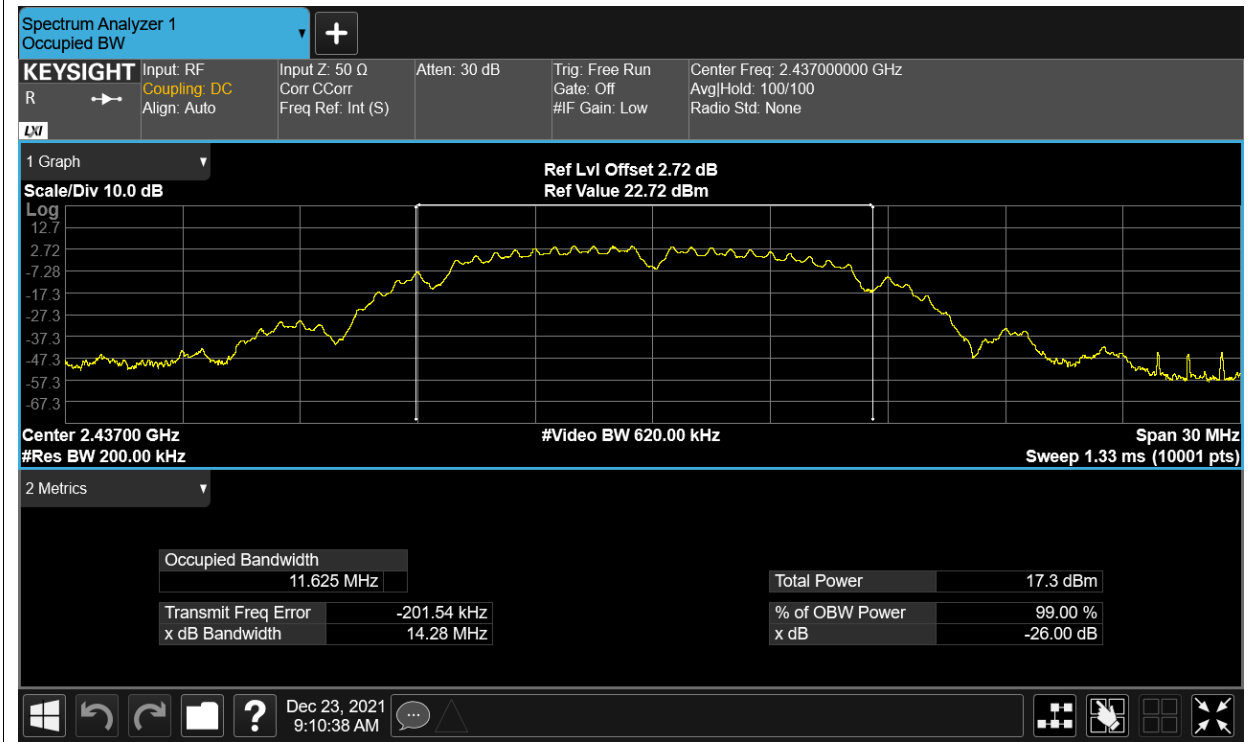 Spectrum Analyzer 1
Occupied BW
KEYSIGHT
R
LXI
Input: RF
Coupling: DC
Align: Auto
Input Z: 50 Ω
Corr CCorr
Freq Ref: Int (S)
Atten: 30 dB
Trig: Free Run
Gate: Off
#IF Gain: Low
Center Freq: 2.437000000 GHz
Avg|Hold: 100/100
Radio Std: None
1 Graph
Scale/Div 10.0 dB
Ref Lvl Offset 2.72 dB
Ref Value 22.72 dBm
Log
12.7
2.72
-7.28
-17.3
-27.3
-37.3
-47.3
-57.3
-67.3
Center 2.43700 GHz
#Video BW 620.00 kHz
Span 30 MHz
#Res BW 200.00 kHz
Sweep 1.33 ms (10001 pts)
2 Metrics
Occupied Bandwidth
11.625 MHz
Total Power 17.3 dBm
Transmit Freq Error -201.54 kHz
% of OBW Power 99.00 %
x dB Bandwidth 14.28 MHz
x dB -26.00 dB
?
Dec 23, 2021
9:10:38 AM